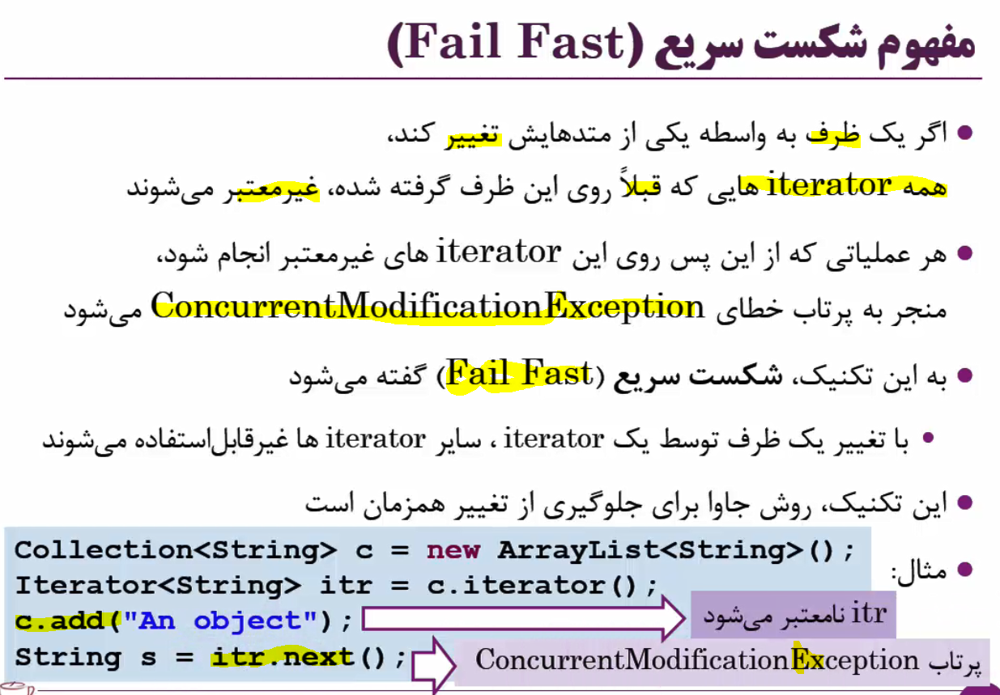 مفهوم شکست سریع (Fail Fast)
اگر یک ظرف به واسطه یکی از متدهایش تغییر کند،
همه iterator هایی که قبلاً روی این ظرف گرفته شده، غیرمعتبر می‌شوند
هر عملیاتی که از این پس روی این iterator های غیرمعتبر انجام شود،
منجر به پرتاب خطای ConcurrentModificationException می‌شود
به این تکنیک، شکست سریع (Fail Fast) گفته می‌شود
با تغییر یک ظرف توسط یک iterator ، سایر iterator ها غیرقابل‌استفاده می‌شوند
این تکنیک، روش جاوا برای جلوگیری از تغییر همزمان است
مثال:
Collection<String> c = new ArrayList<String>();
Iterator<String> itr = c.iterator();
c.add("An object");
itr نامعتبر می‌شود
String s = itr.next();
پرتاب ConcurrentModificationException